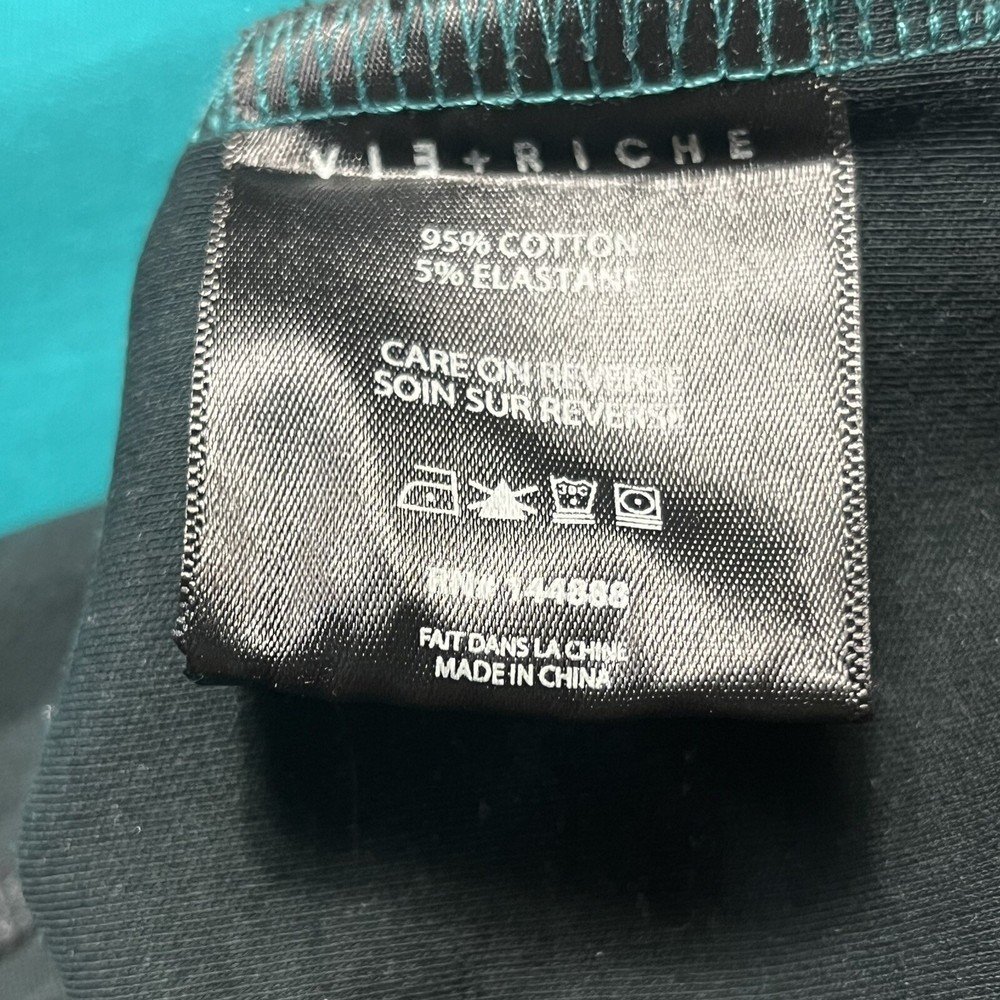 VIE+RICHE
95% COTTON
5% ELASTANE
CARE ON REVERSE
SOIN SUR REVERSE
30C
RN# 144888
FAIT DANS LA CHINE
MADE IN CHINA